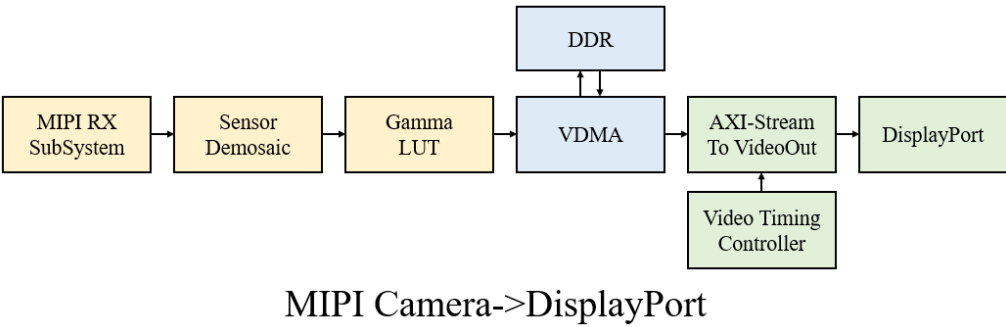 DDR
MIPI RX
SubSystem
Sensor
Demosaic
Gamma
LUT
VDMA
AXI-Stream
To VideoOut
DisplayPort
Video Timing
Controller
MIPI Camera->DisplayPort